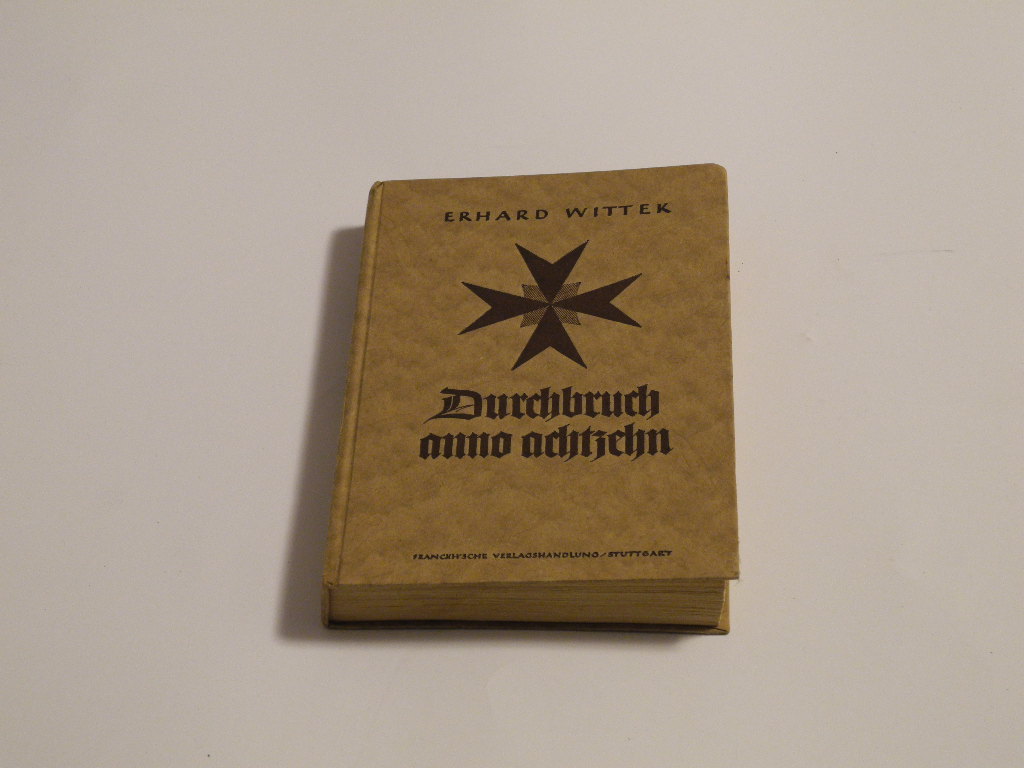 ERHARD WITTEK
Durchbruch
anno achtzehn
FRANCKH'SCHE VERLAGSHANDLUNG/STUTTGART